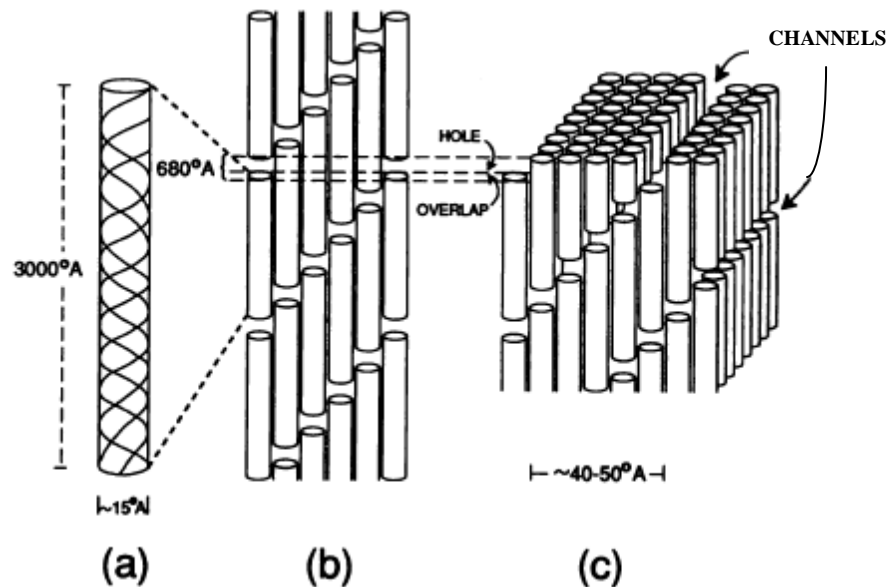 CHANNELS
HOLE
680°A
OVERLAP
3000°A
~15°A
~40-50°A
(a)
(b)
(c)